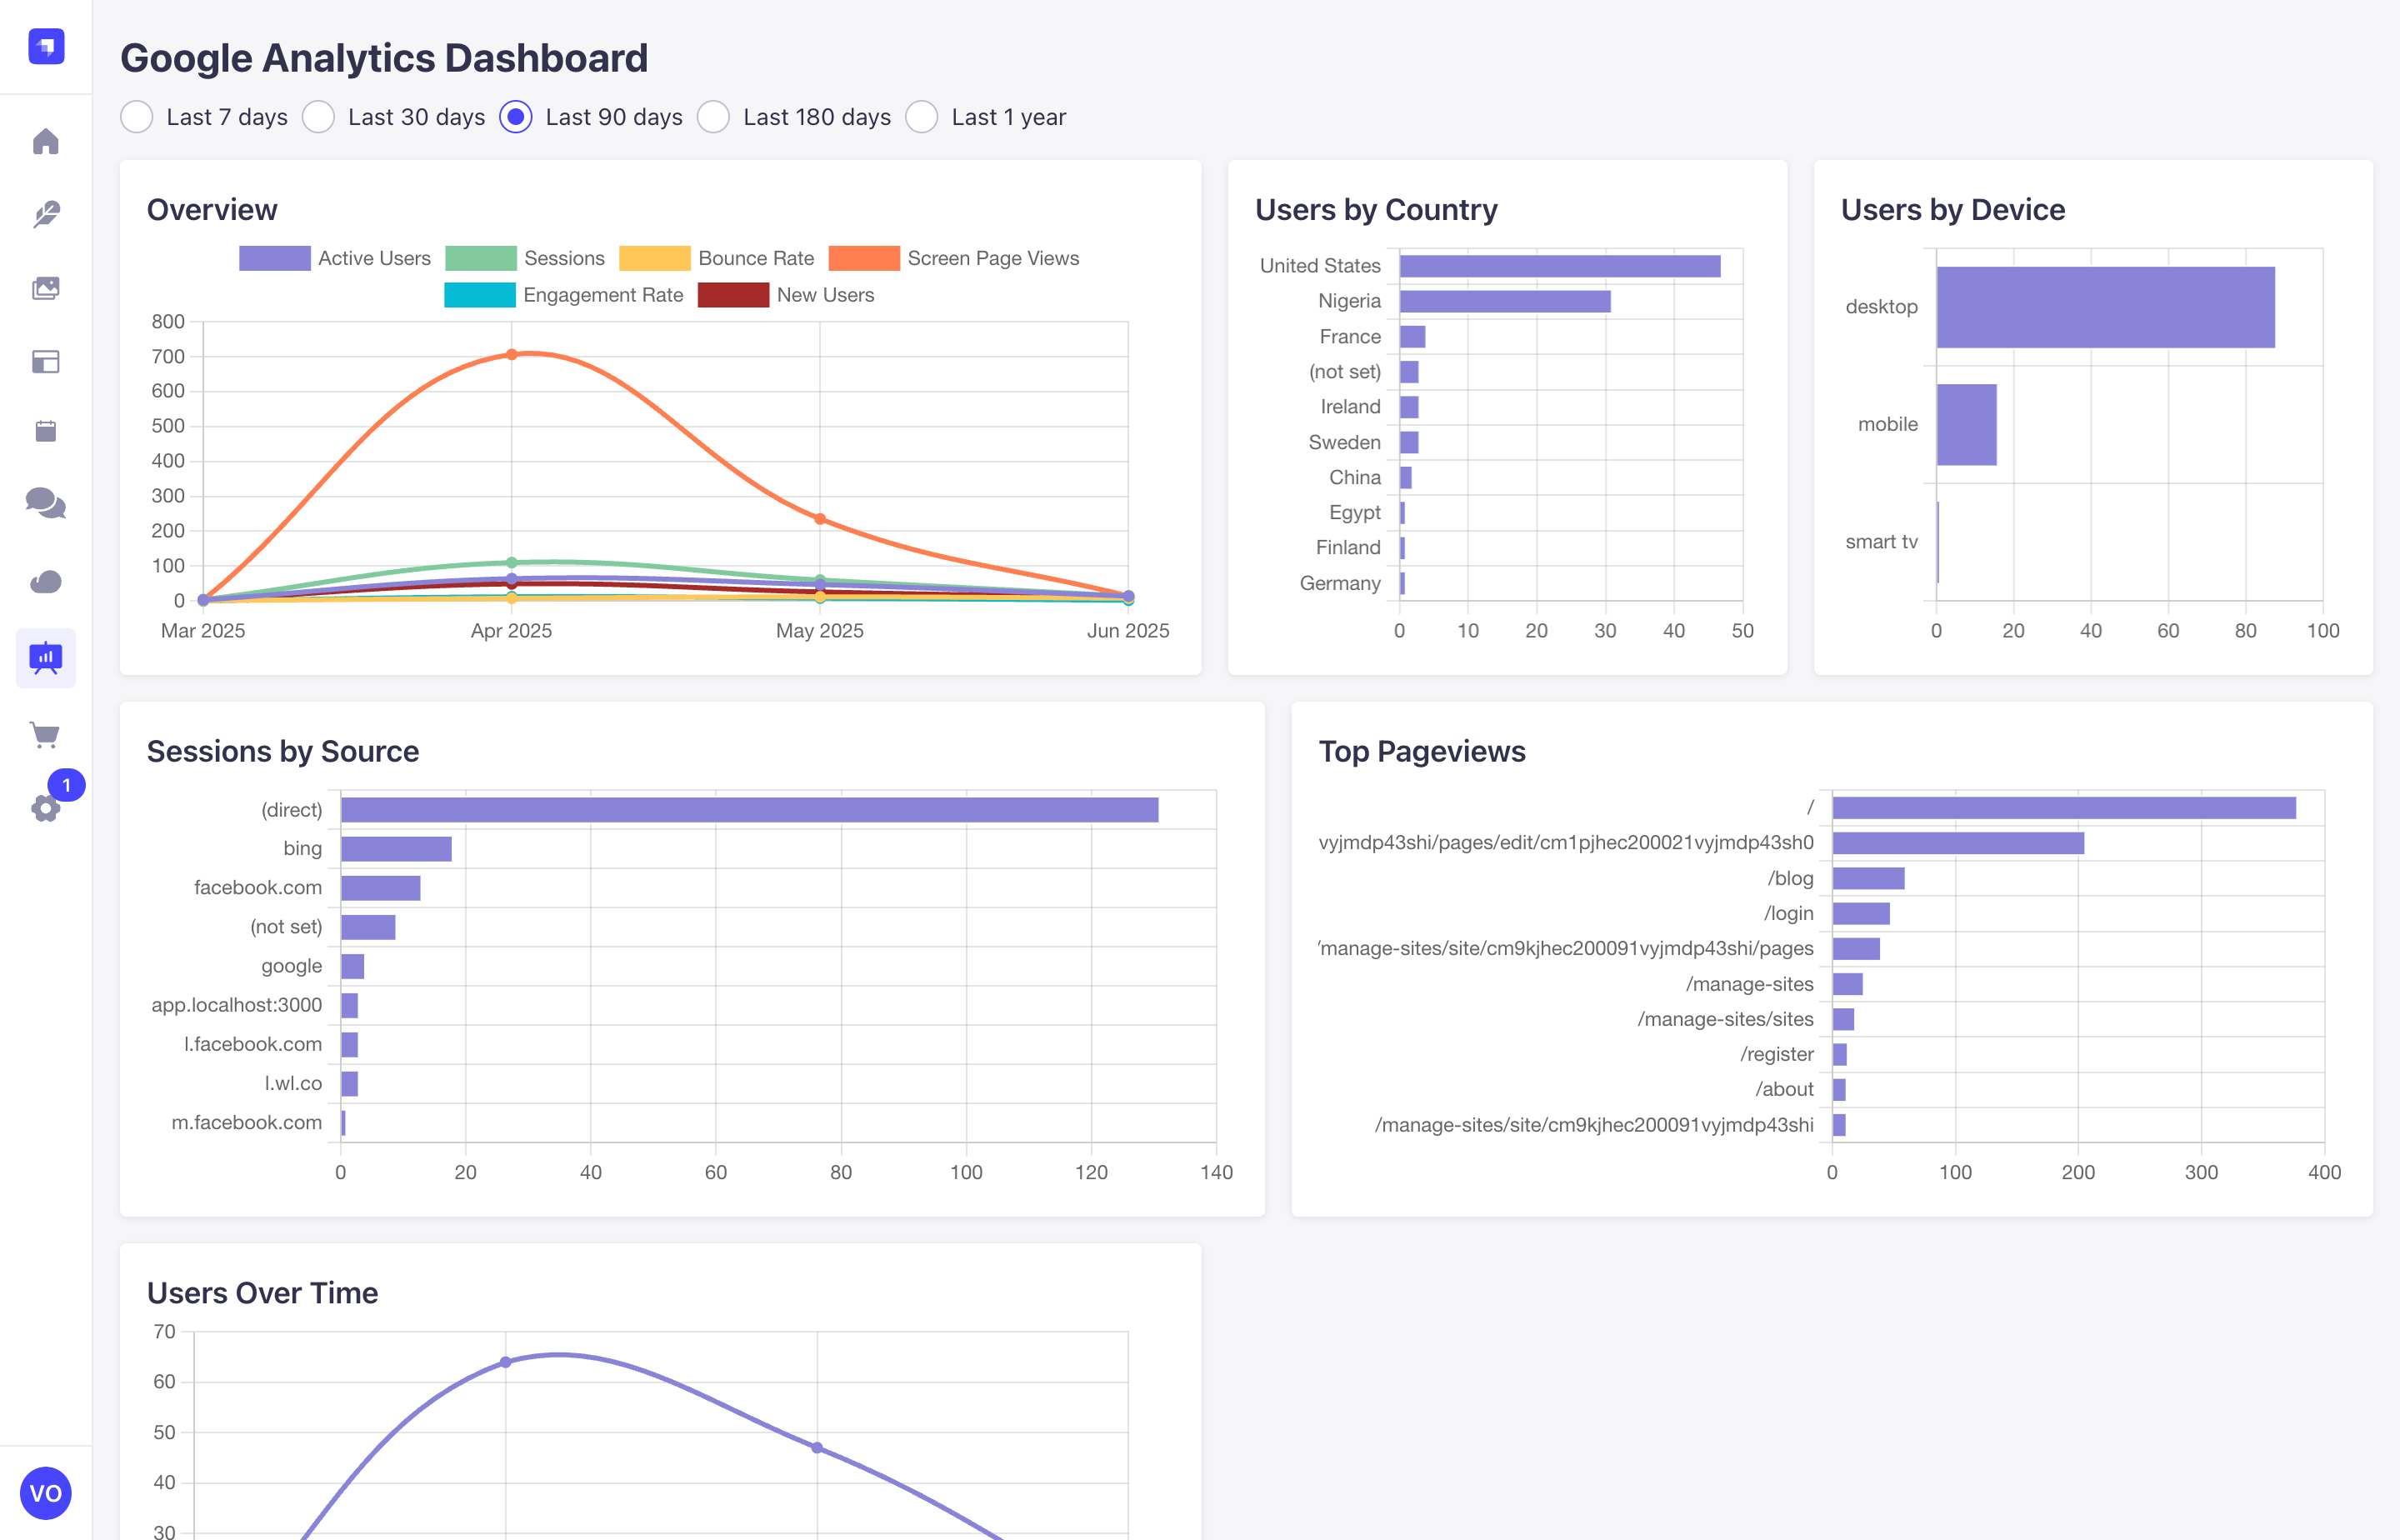 Google Analytics Dashboard
Last 7 days Last 30 days Last 90 days Last 180 days Last 1 year
Overview
Active Users Sessions Bounce Rate Screen Page Views
Engagement Rate New Users
800
700
600
500
400
300
200
100
0
Mar 2025 Apr 2025 May 2025 Jun 2025
Users by Country
United States
Nigeria
France
(not set)
Ireland
Sweden
China
Egypt
Finland
Germany
0 10 20 30 40 50
Users by Device
desktop
mobile
smart tv
0 20 40 60 80 100
1
Sessions by Source
(direct)
bing
facebook.com
(not set)
google
app.localhost:3000
l.facebook.com
l.wl.co
m.facebook.com
0 20 40 60 80 100 120 140
Top Pageviews
/
vyjmdp43shi/pages/edit/cm1pjhec200021vyjmdp43sh0
/blog
/login
/manage-sites/site/cm9kjhec200091vyjmdp43shi/pages
/manage-sites
/manage-sites/sites
/register
/about
/manage-sites/site/cm9kjhec200091vyjmdp43shi
0 100 200 300 400
Users Over Time
70
60
50
40
30
VO